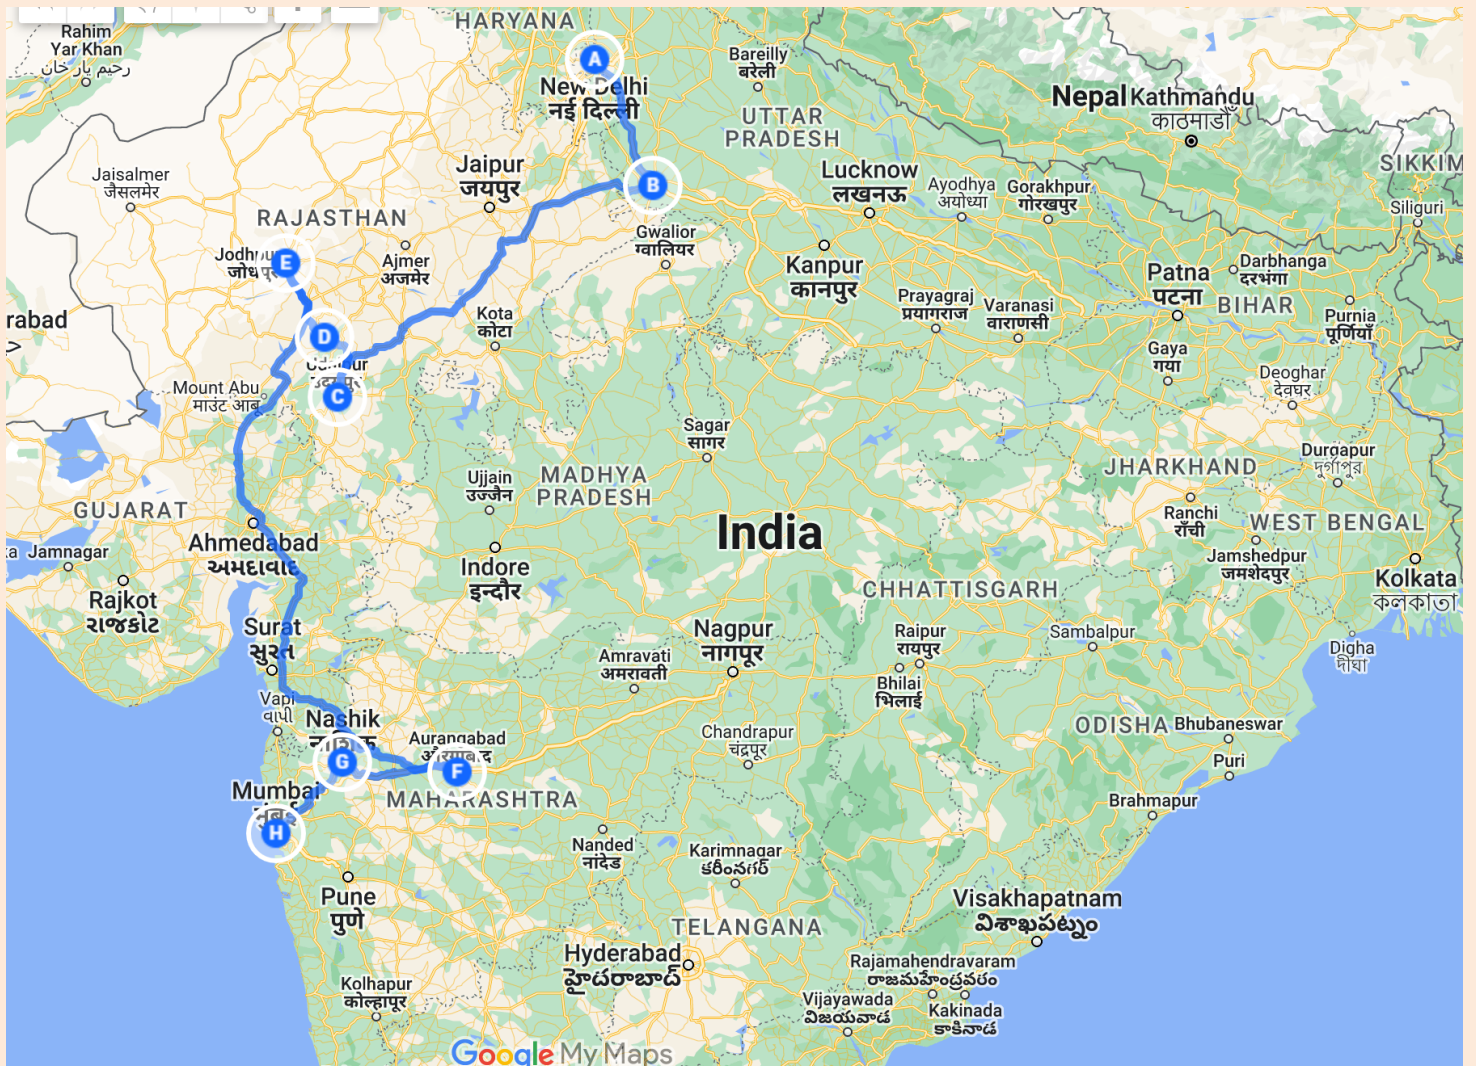 HARYANA
Rahim
Yar Khan
رحیم یار خان
A
New Delhi
नई दिल्ली
Bareilly
बरेली
Nepal
Kathmandu
काठमाडौँ
UTTAR
PRADESH
SIKKIM
Jaipur
जयपुर
Jaisalmer
जैसलमेर
B
Lucknow
लखनऊ
Ayodhya
अयोध्या
Gorakhpur
गोरखपुर
Siliguri
RAJASTHAN
Gwalior
ग्वालियर
E
Ajmer
अजमेर
Kanpur
कानपुर
Patna
पटना
Darbhanga
दरभंगा
BIHAR
Prayagraj
प्रयागराज
Varanasi
वाराणसी
Purnia
पूर्णियाँ
rabad
Kota
कोटा
D
Gaya
गया
Deoghar
देवघर
Mount Abu
माउंट आबू
C
Sagar
सागर
Durgapur
দুর্গাপুর
JHARKHAND
Ujjain
उज्जैन
MADHYA
PRADESH
Ranchi
राँची
WEST BENGAL
GUJARAT
India
Ahmedabad
અમદાવાદ
Jamnagar
Jamshedpur
जमशेदपुर
Indore
इन्दौर
Kolkata
কলকাতা
Rajkot
રાજકોટ
CHHATTISGARH
Surat
સુરત
Nagpur
नागपूर
Raipur
रायपुर
Sambalpur
Digha
দীঘা
Amravati
अमरावती
Bhilai
भिलाई
Vapi
વાપી
Nashik
Aurangabad
Chandrapur
चंद्रपूर
ODISHA
Bhubaneswar
Puri
G
F
Mumbai
MAHARASHTRA
Brahmapur
H
Nanded
नांदेड
Karimnagar
కరీంనగర్
Pune
पुणे
Visakhapatnam
విశాఖపట్నం
TELANGANA
Hyderabad
హైదరాబాద్
Rajamahendravaram
రాజమహేంద్రవరం
Kolhapur
कोल्हापूर
Vijayawada
విజయవాడ
Kakinada
కాకినాడ
Google My Maps